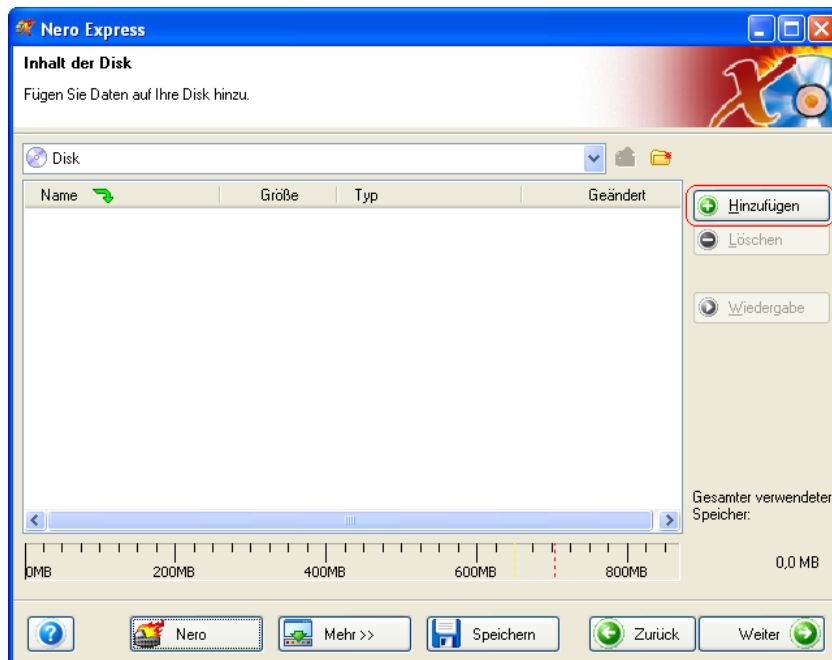 Nero Express
Inhalt der Disk
Fügen Sie Daten auf Ihre Disk hinzu.
Disk
Name Größe Typ Geändert
Hinzufügen
Löschen
Wiedergabe
Gesamter verwendeter
Speicher:
0,0 MB
0MB 200MB 400MB 600MB 800MB
Nero Mehr >> Speichern Zurück Weiter